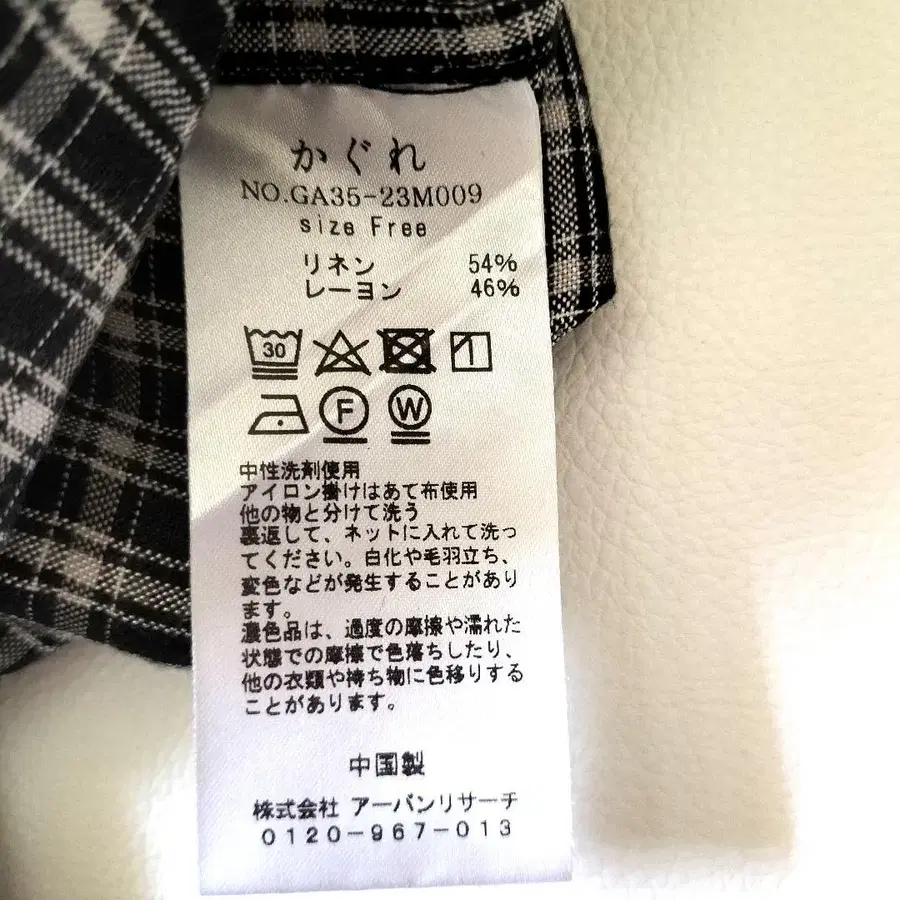 かぐれ
NO.GA35-23M009
size Free
リネン 54%
レーヨン 46%
30
F W
中性洗剤使用
アイロン掛けはあて布使用
他の物と分けて洗う
裏返して、ネットに入れて洗っ
てください。白化や毛羽立ち、
変色などが発生することがあり
ます。
濃色品は、過度の摩擦や濡れた
状態での摩擦で色落ちしたり、
他の衣類や持ち物に色移りする
ことがあります。
中国製
株式会社 アーバンリサーチ
0120-967-013